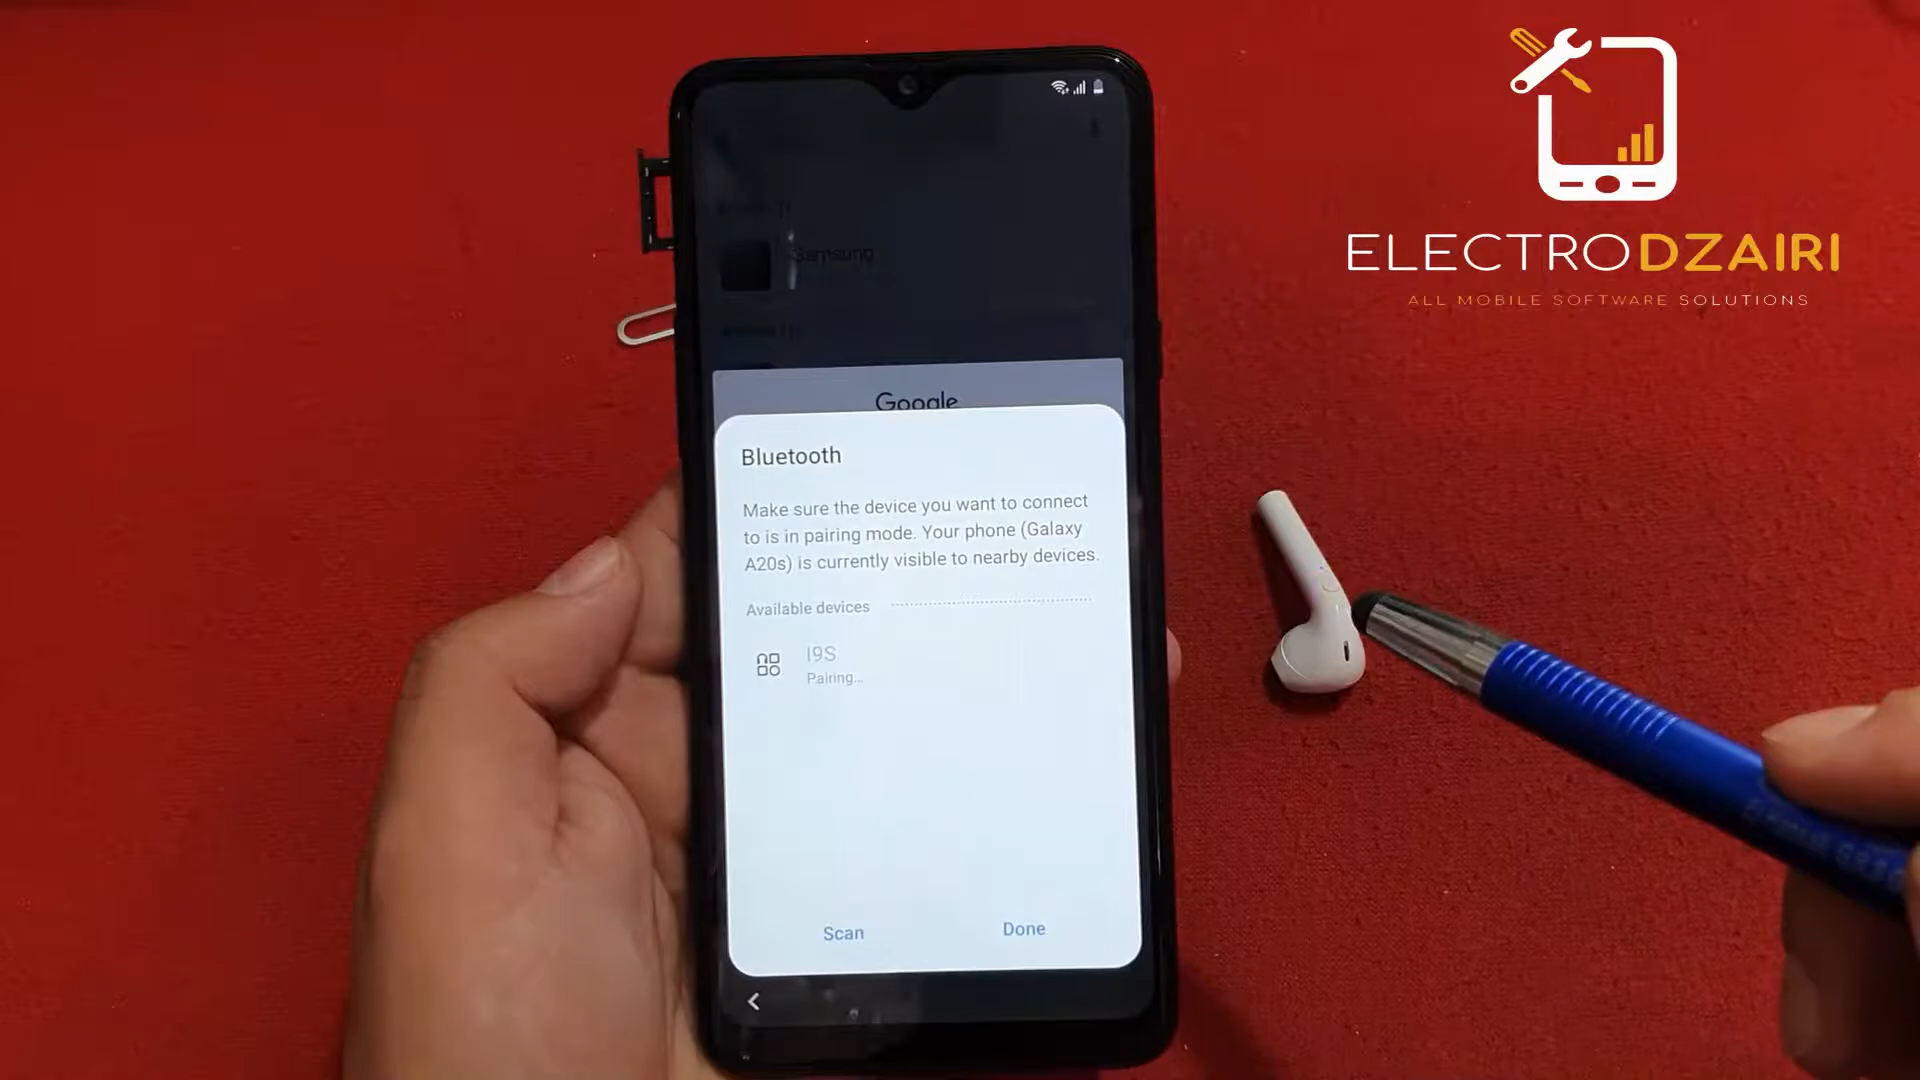 ELECTRODZAIRI
ALL MOBILE SOFTWARE SOLUTIONS
Samsung
Google
Bluetooth
Make sure the device you want to connect
to is in pairing mode. Your phone (Galaxy
A20s) is currently visible to nearby devices.
Available devices
I9S
Pairing...
Scan
Done